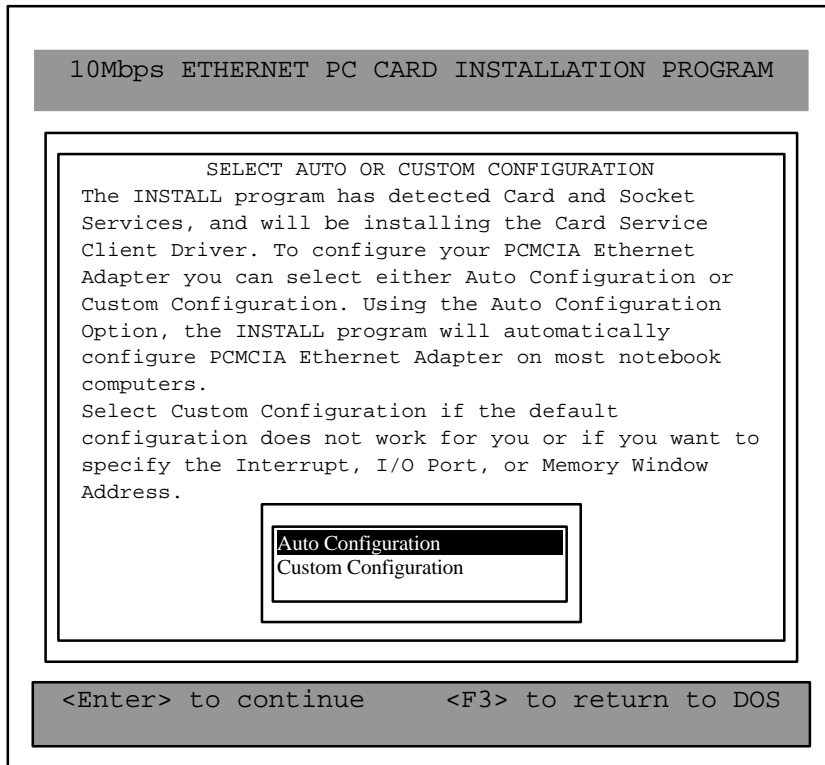 10Mbps ETHERNET PC CARD INSTALLATION PROGRAM
SELECT AUTO OR CUSTOM CONFIGURATION
The INSTALL program has detected Card and Socket
Services, and will be installing the Card Service
Client Driver. To configure your PCMCIA Ethernet
Adapter you can select either Auto Configuration or
Custom Configuration. Using the Auto Configuration
Option, the INSTALL program will automatically
configure PCMCIA Ethernet Adapter on most notebook
computers.
Select Custom Configuration if the default
configuration does not work for you or if you want to
specify the Interrupt, I/O Port, or Memory Window
Address.
Auto Configuration
Custom Configuration
<Enter> to continue <F3> to return to DOS